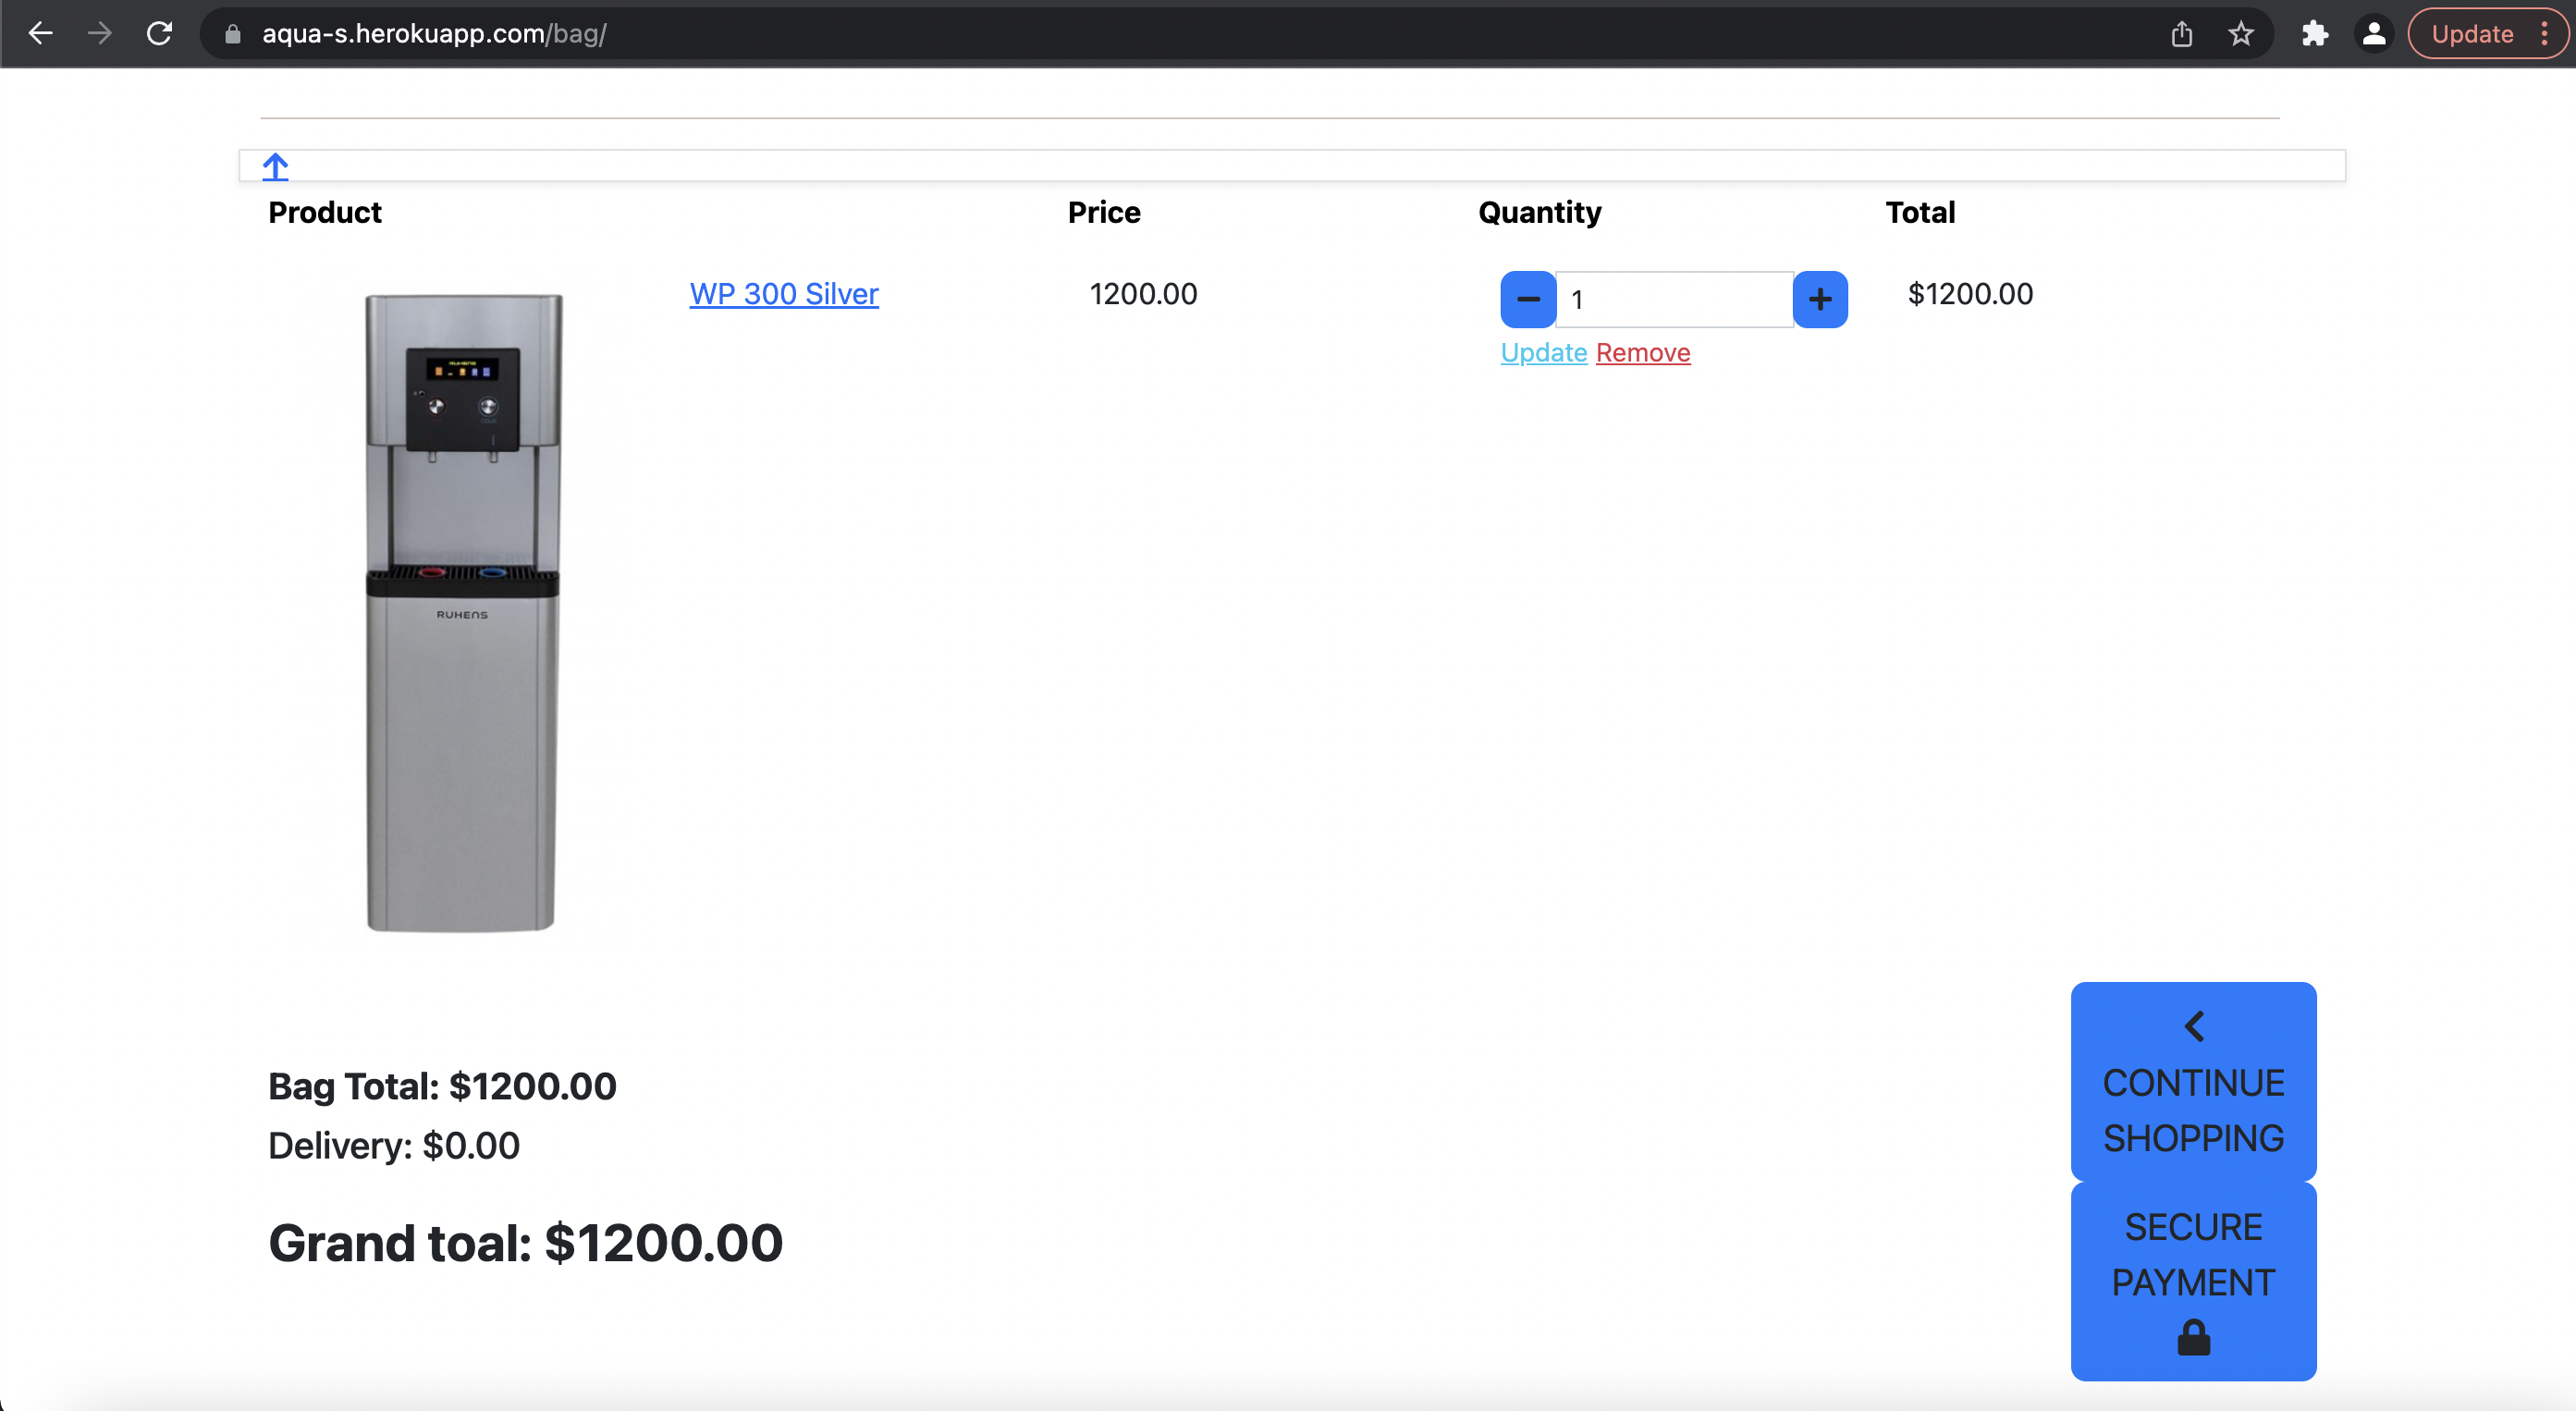 aqua-s.herokuapp.com/bag/
Update
Product Price Quantity Total
WP 300 Silver 1200.00 1 $1200.00
Update Remove
COLD
RUHENS
CONTINUE
SHOPPING
Bag Total: $1200.00
Delivery: $0.00
Grand toal: $1200.00
SECURE
PAYMENT